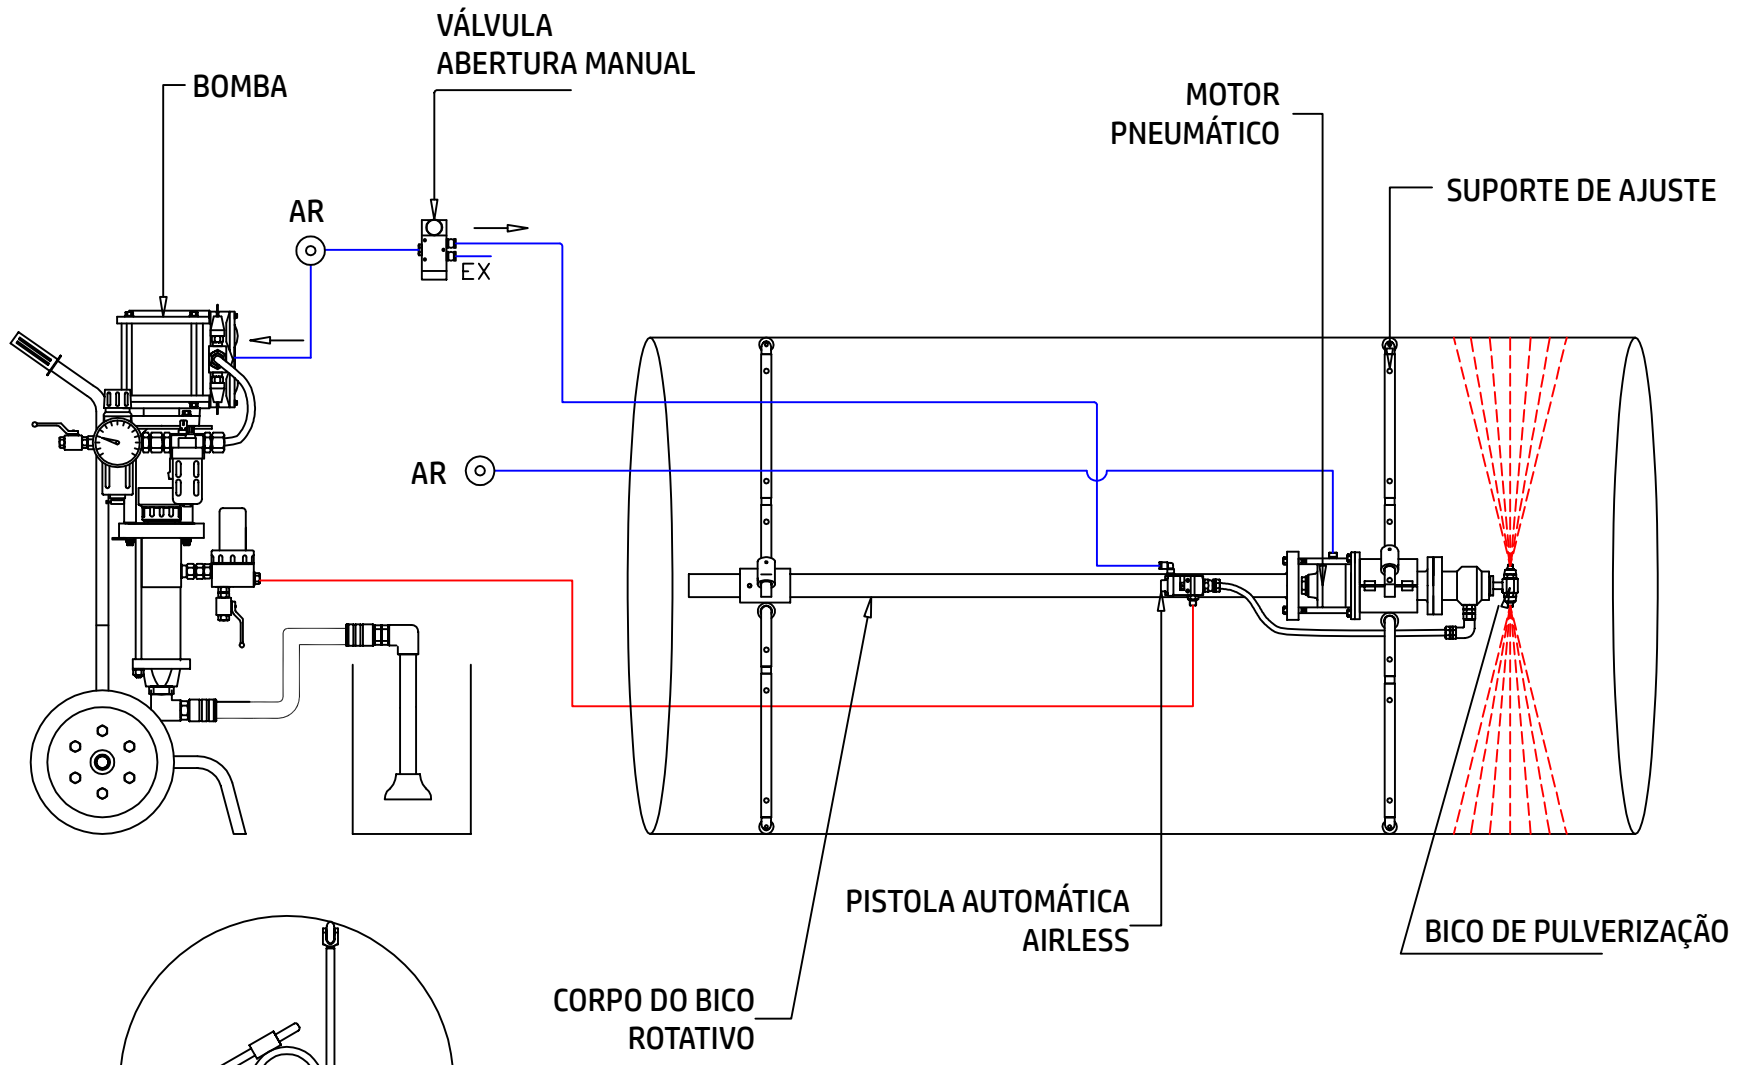 VÁLVULA
ABERTURA MANUAL
BOMBA
MOTOR
PNEUMÁTICO
SUPORTE DE AJUSTE
AR
EX
AR
PISTOLA AUTOMÁTICA
AIRLESS
BICO DE PULVERIZAÇÃO
CORPO DO BICO
ROTATIVO